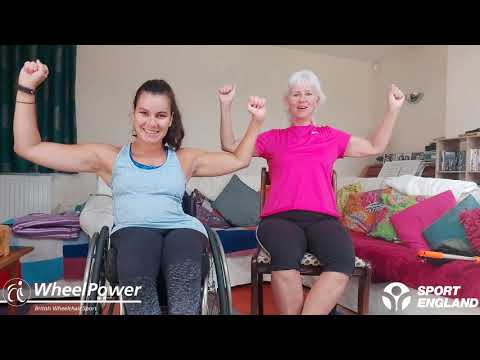 WheelPower
British Wheelchair Sport
SPORT
ENGLAND